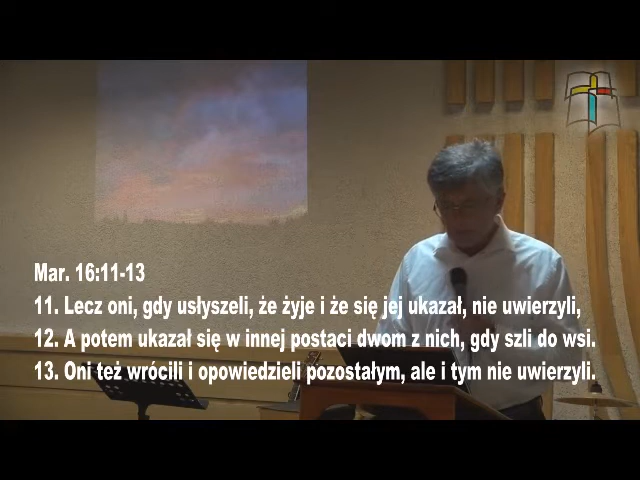 Mar. 16:11-13
11. Lecz oni, gdy usłyszeli, że żyje i że się jej ukazał, nie uwierzyli,
12. A potem ukazał się w innej postaci dwom z nich, gdy szli do wsi.
13. Oni też wrócili i opowiedzieli pozostałym, ale i tym nie uwierzyli.